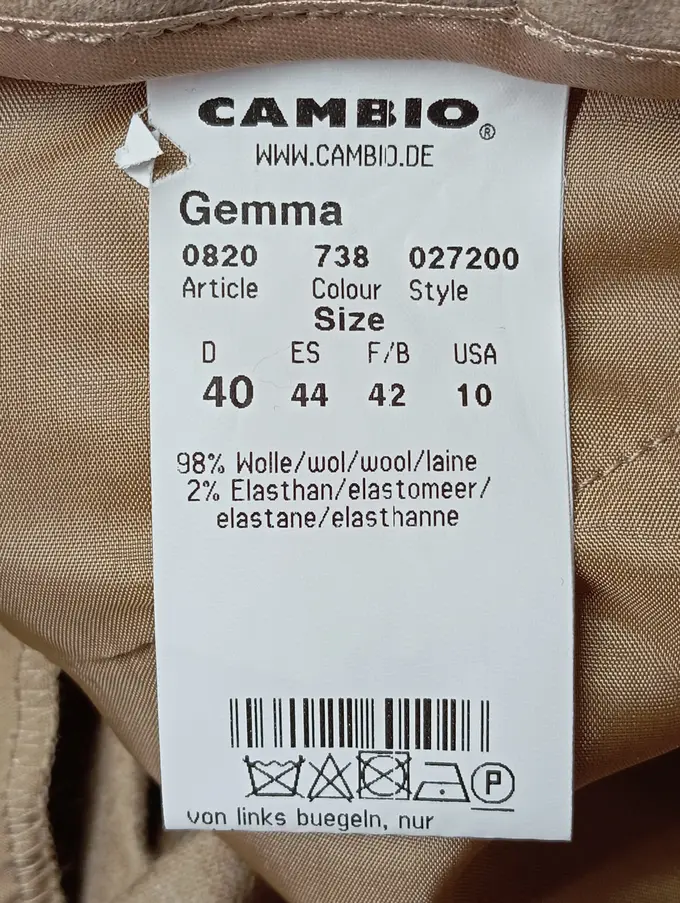 CAMBIO®
WWW.CAMBIO.DE
Gemma
0820 738 027200
Article Colour Style
Size
D ES F/B USA
40 44 42 10
98% Wolle/wol/wool/laine
2% Elasthan/elastomeer/
elastane/elasthanne
P
von links buegeln, nur